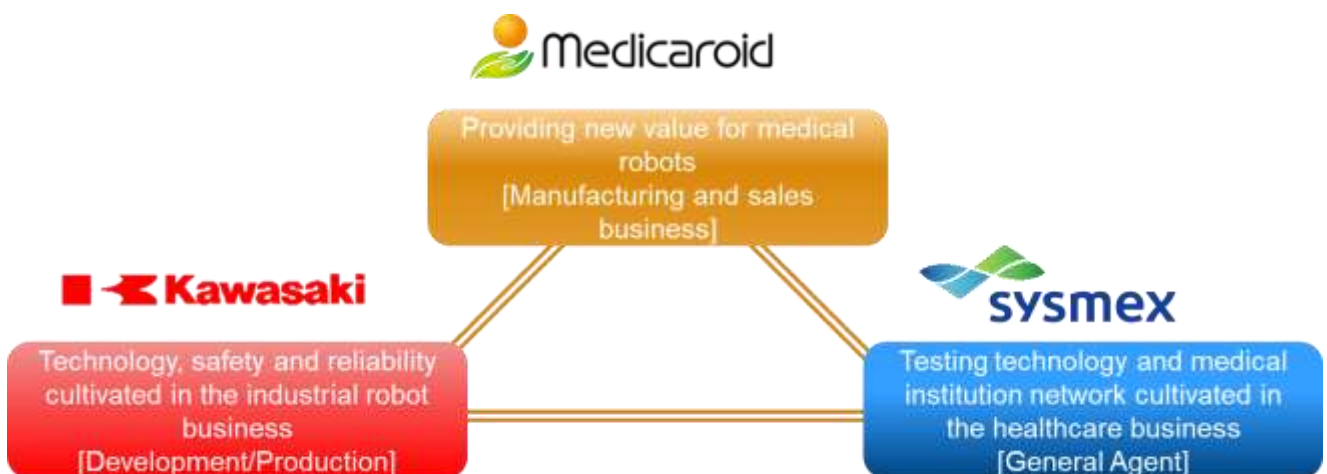 Medicaroid
Providing new value for medical
robots
[Manufacturing and sales
business]
Kawasaki
sysmex
Technology, safety and reliability
cultivated in the industrial robot
business
[Development/Production]
Testing technology and medical
institution network cultivated in
the healthcare business
[General Agent]